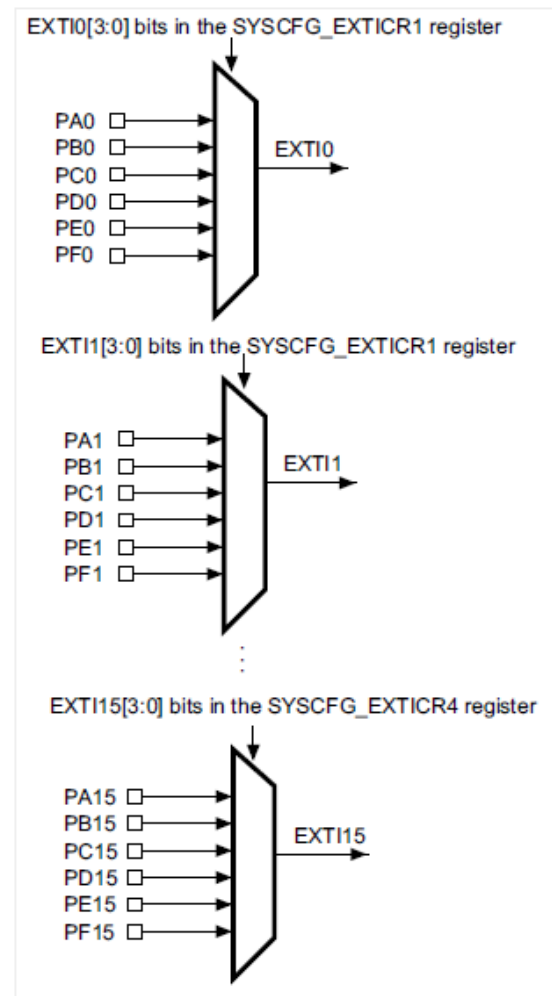 EXTI0[3:0] bits in the SYSCFG_EXTICR1 register
PA0
PB0
PC0
PD0
PE0
PF0
EXTI0
EXTI1[3:0] bits in the SYSCFG_EXTICR1 register
PA1
PB1
PC1
PD1
PE1
PF1
EXTI1
EXTI15[3:0] bits in the SYSCFG_EXTICR4 register
PA15
PB15
PC15
PD15
PE15
PF15
EXTI15